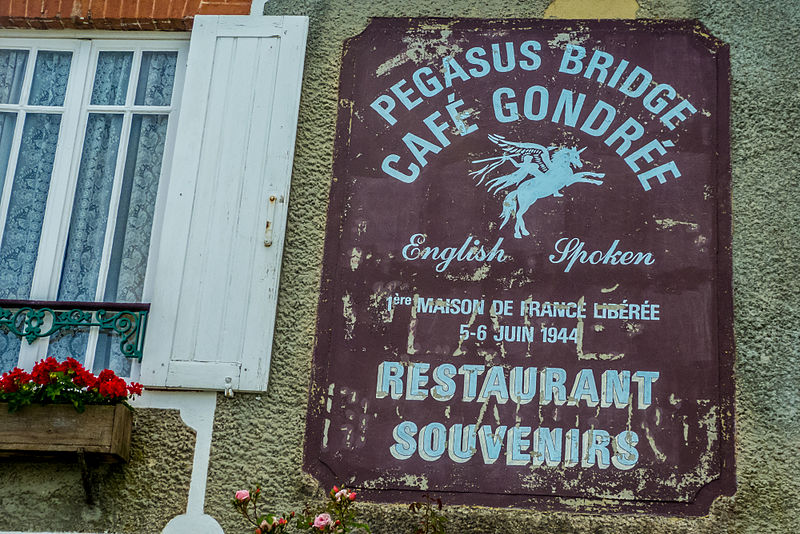 PEGASUS BRIDGE
CAFÉ GONDRÉE
English Spoken
1ère MAISON DE FRANCE LIBÉRÉE
5-6 JUIN 1944
RESTAURANT
SOUVENIRS